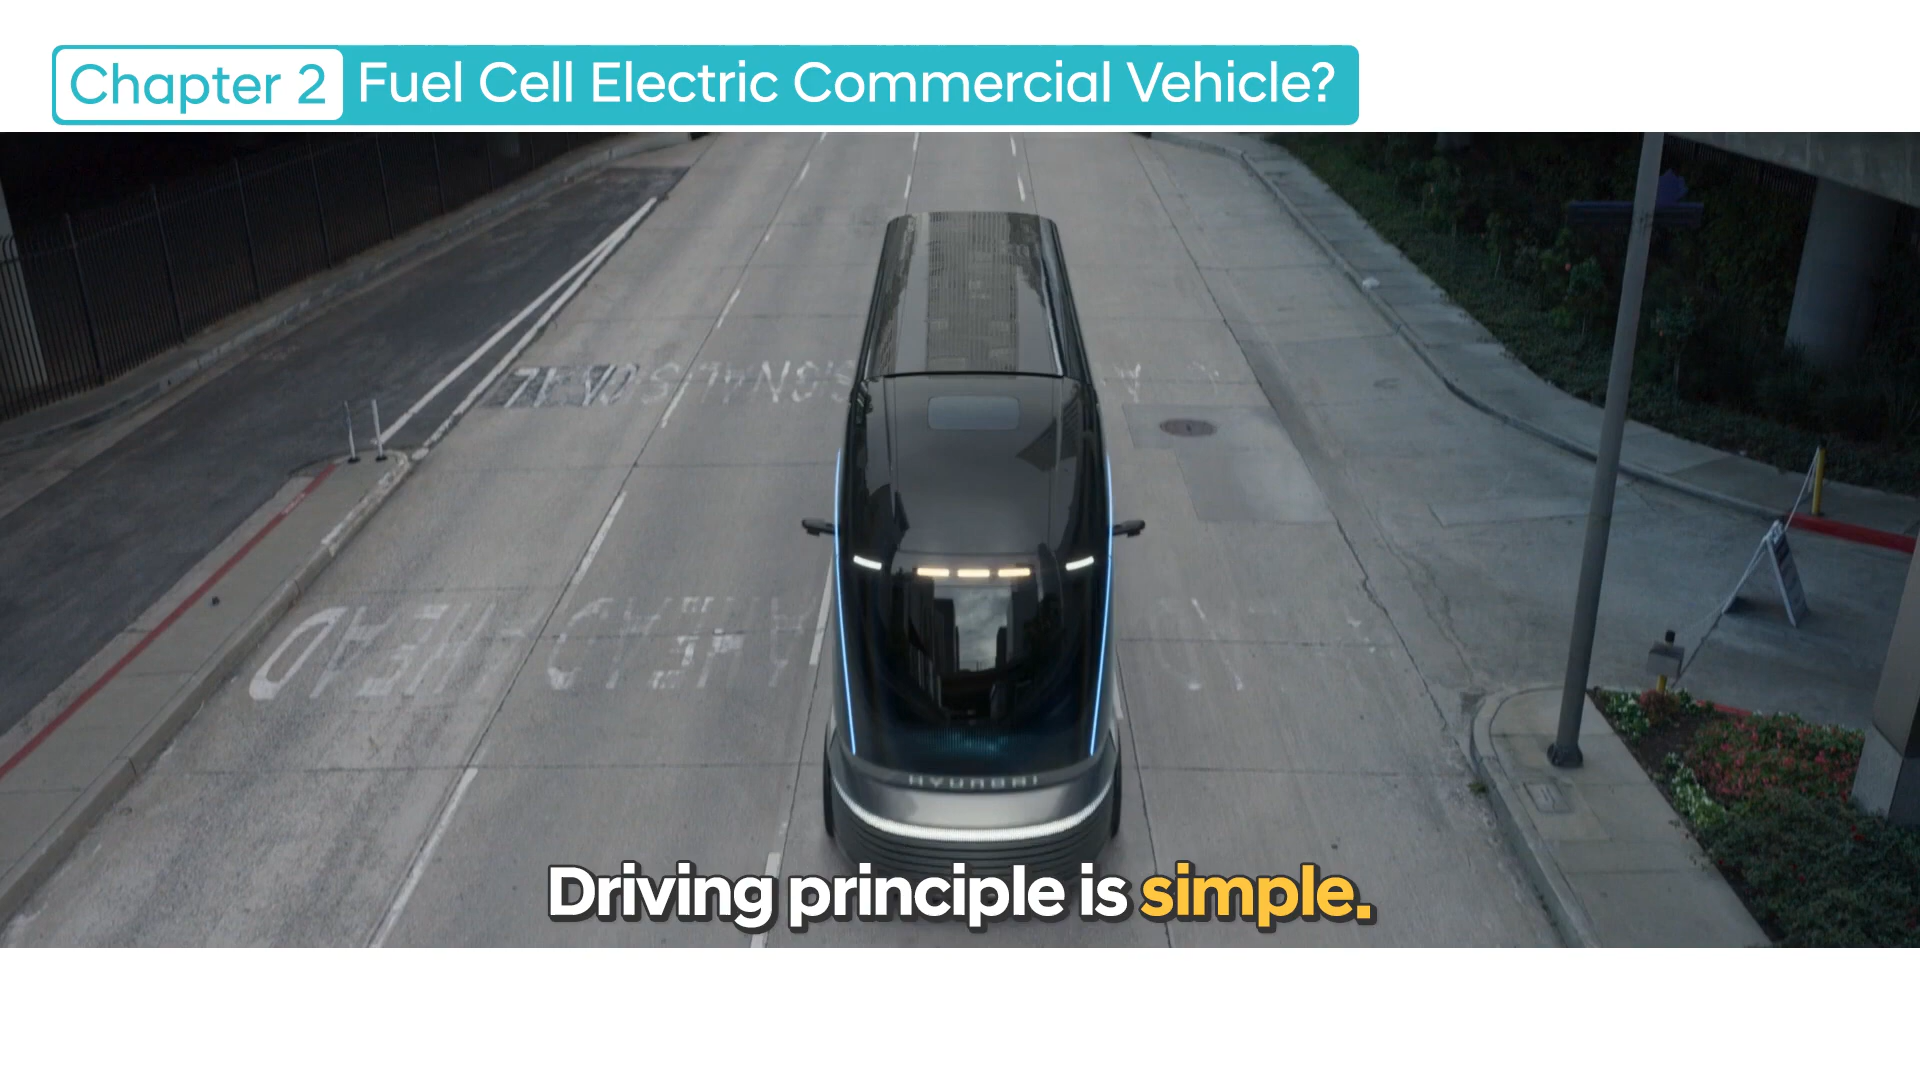 Chapter 2 Fuel Cell Electric Commercial Vehicle?
HYUNDAI
Driving principle is simple.